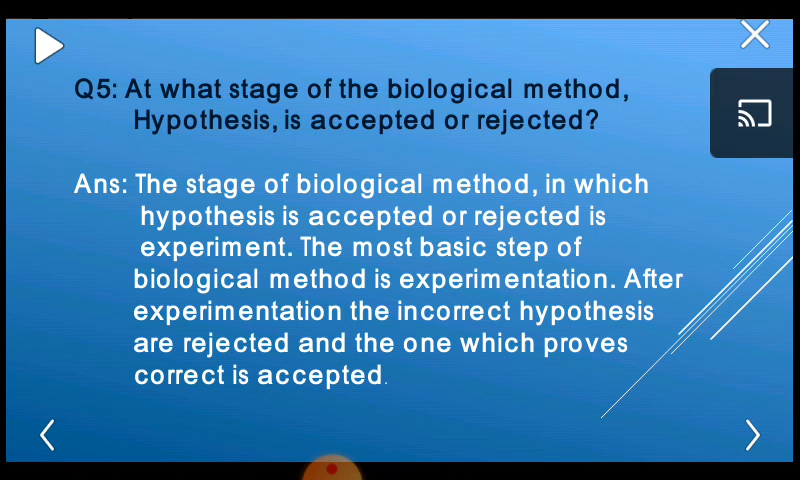 Q5: At what stage of the biological method,
Hypothesis, is accepted or rejected?
Ans: The stage of biological method, in which
hypothesis is accepted or rejected is
experiment. The most basic step of
biological method is experimentation. After
experimentation the incorrect hypothesis
are rejected and the one which proves
correct is accepted.